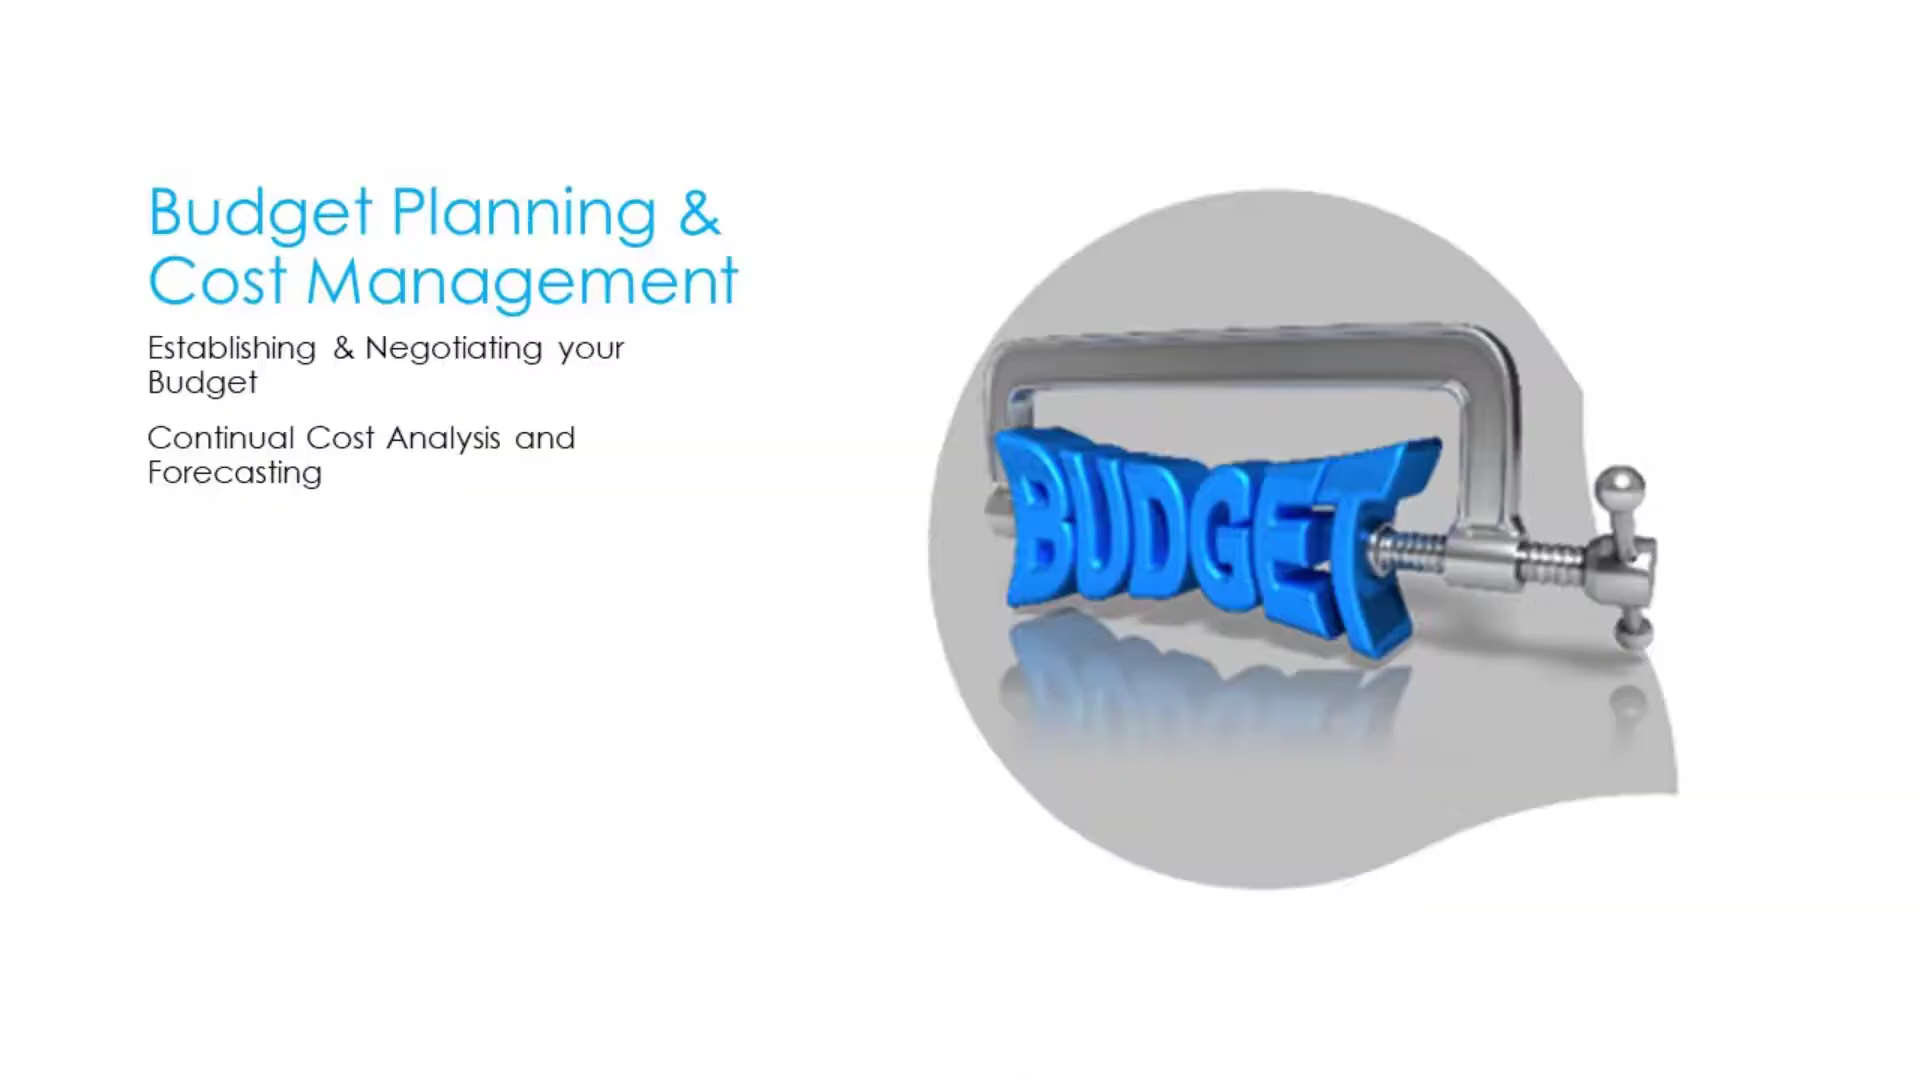 Budget Planning &
Cost Management
Establishing & Negotiating your
Budget
Continual Cost Analysis and
Forecasting
BUDGET